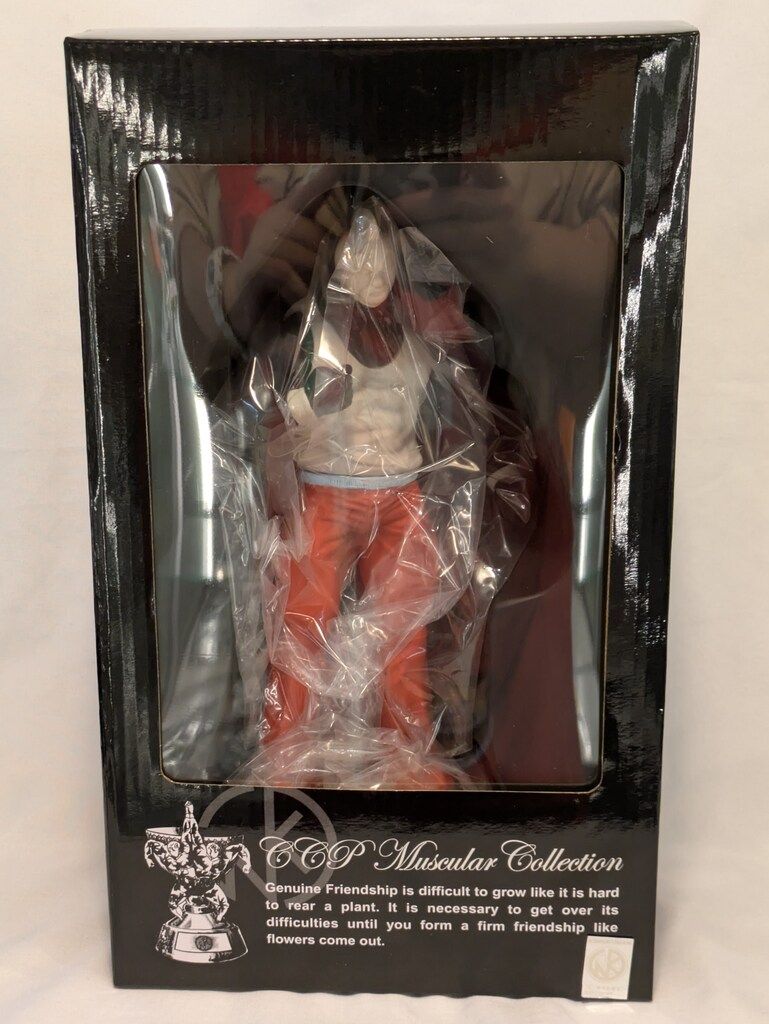 CCP Muscular Collection
Genuine Friendship is difficult to grow like it is hard
to rear a plant. It is necessary to get over its
difficulties until you form a firm friendship like
flowers come out.